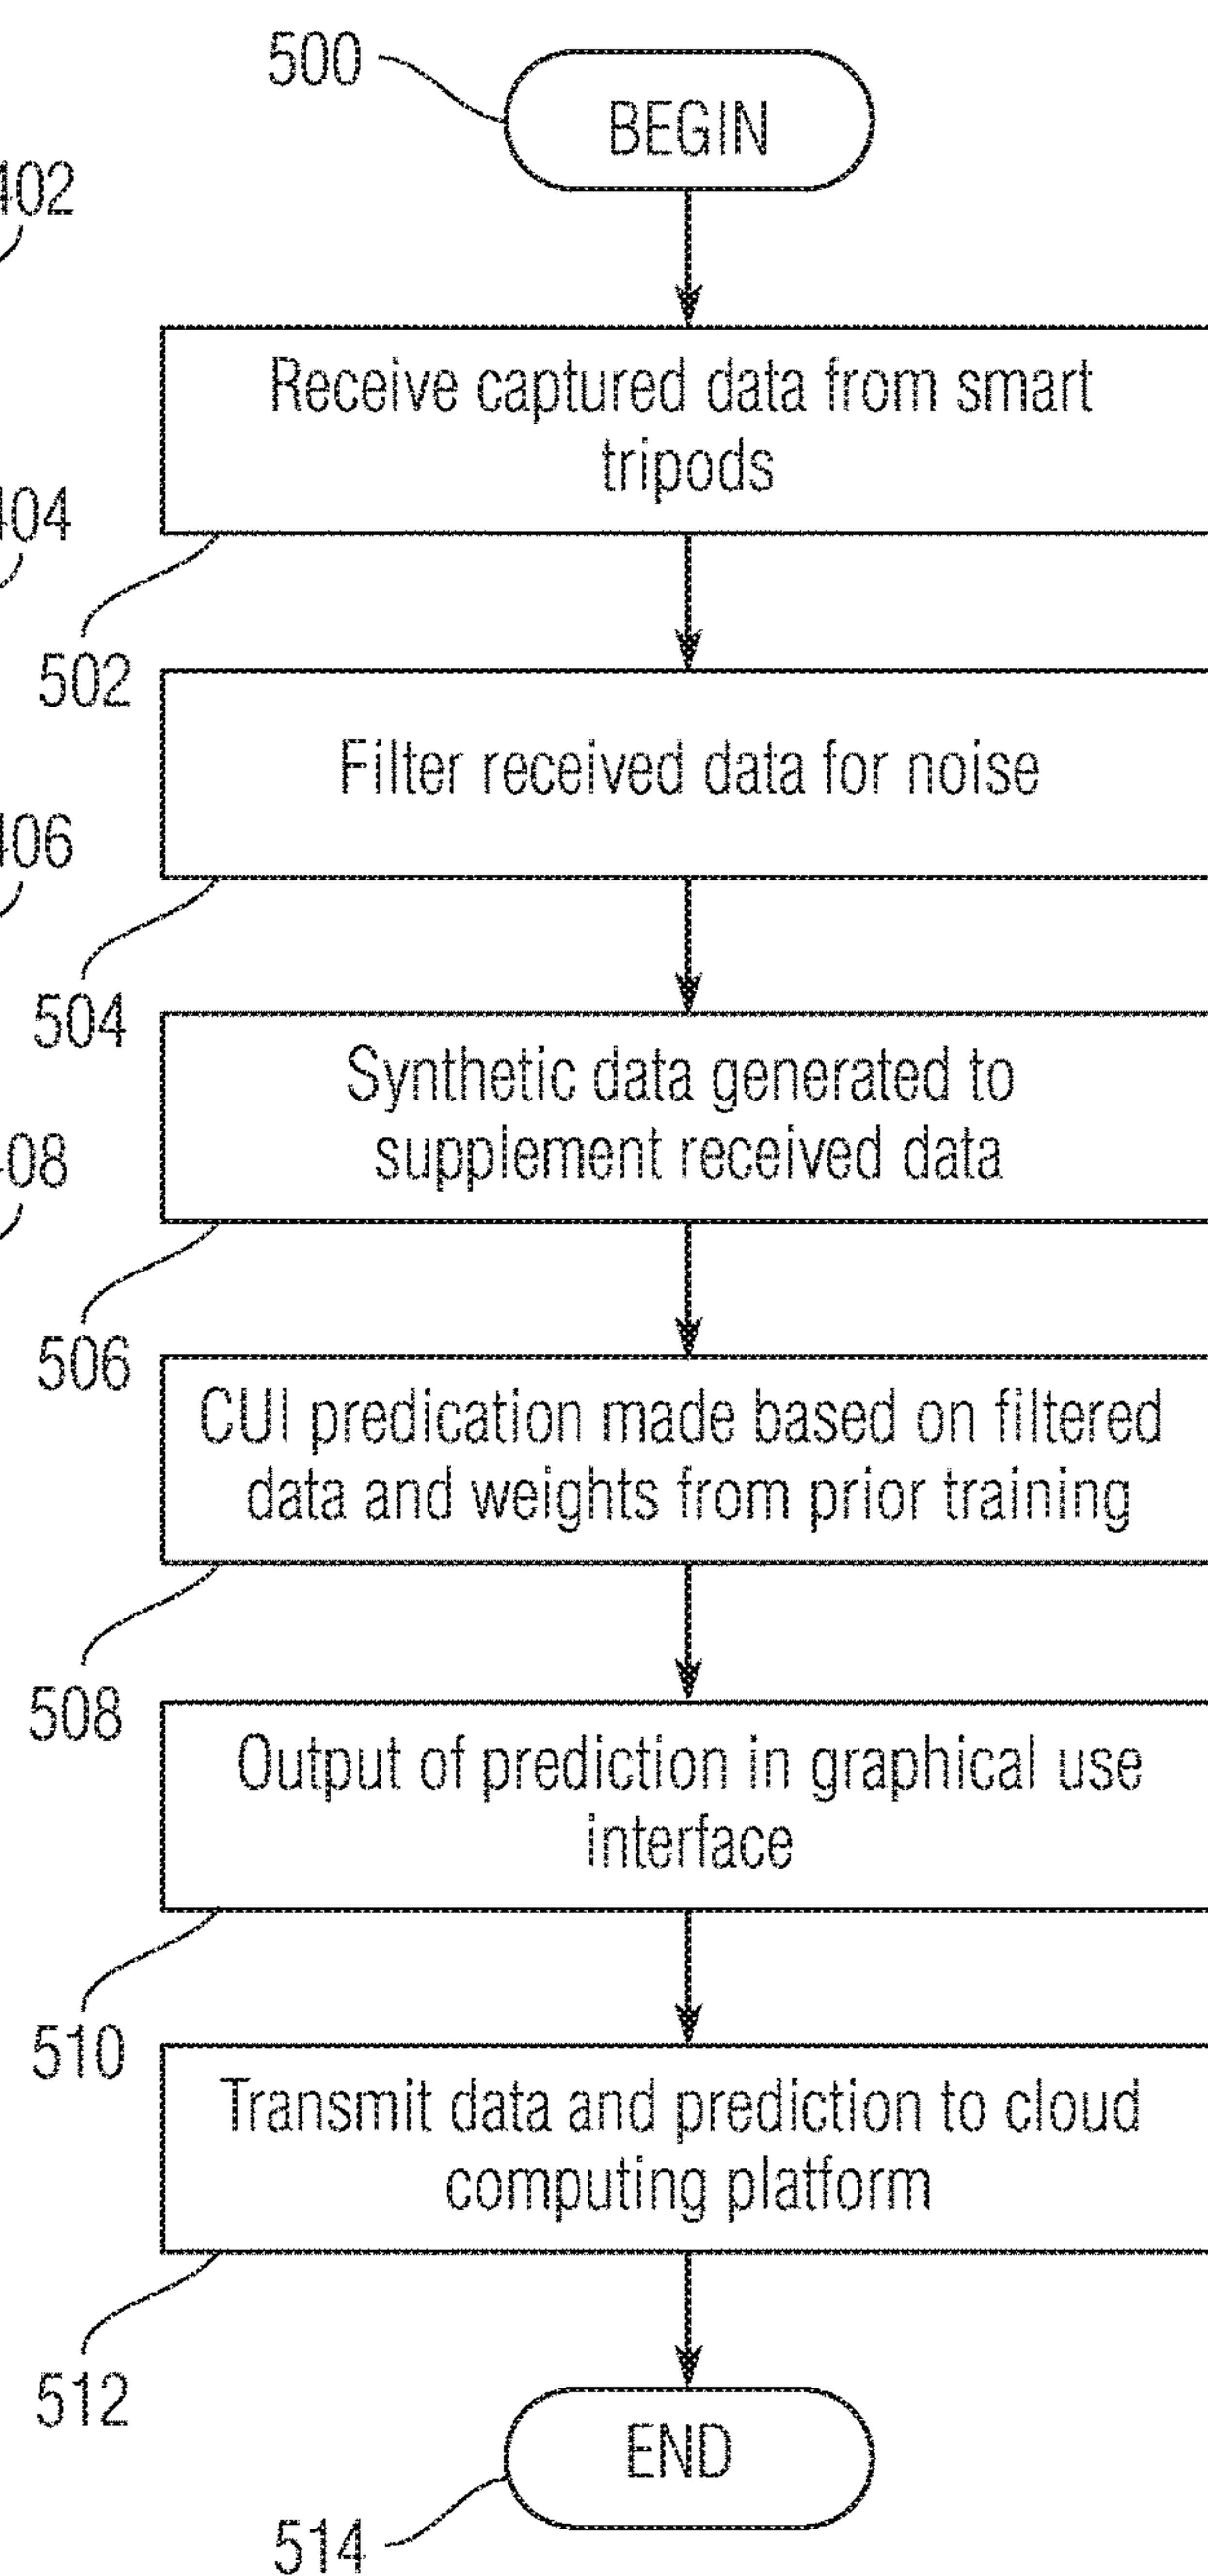 500
BEGIN
402
Receive captured data from smart
tripods
404
502
Filter received data for noise
406
504
Synthetic data generated to
supplement received data
408
506
CUI predication made based on filtered
data and weights from prior training
508
Output of prediction in graphical use
interface
510
Transmit data and prediction to cloud
computing platform
512
END
514